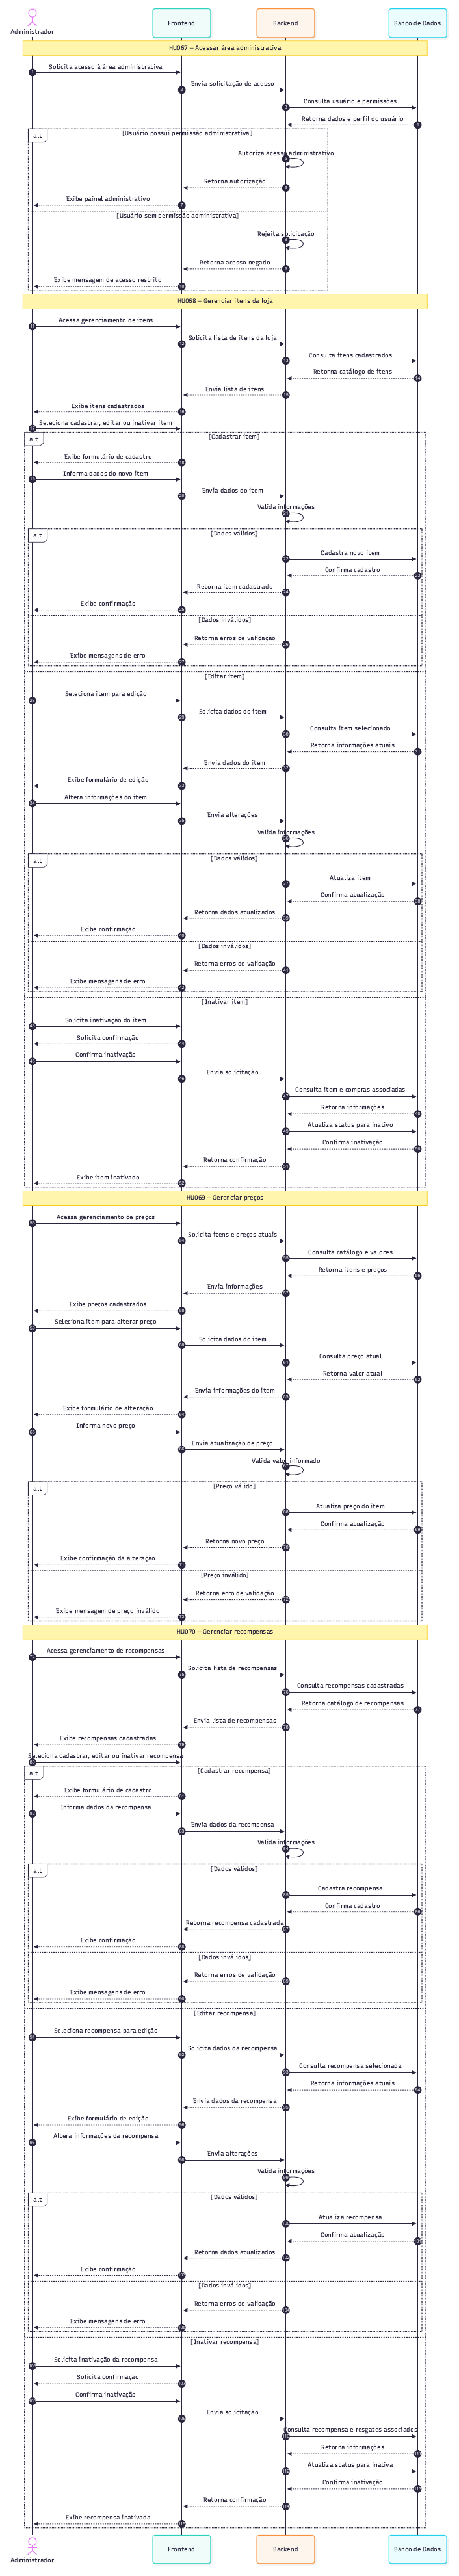 Administrador
Frontend
Backend
Banco de Dados
HU067 – Acessar área administrativa
Solicita acesso à área administrativa
Envia solicitação de acesso
Consulta usuário e permissões
Retorna dados e perfil do usuário
alt
[Usuário possui permissão administrativa]
Autoriza acesso administrativo
Retorna autorização
Exibe painel administrativo
[Usuário sem permissão administrativa]
Rejeita solicitação
Retorna acesso negado
Exibe mensagem de acesso restrito
HU068 – Gerenciar itens da loja
Acessa gerenciamento de itens
Solicita lista de itens da loja
Consulta itens cadastrados
Retorna catálogo de itens
Envia lista de itens
Exibe itens cadastrados
Seleciona cadastrar, editar ou inativar item
alt
[Cadastrar item]
Exibe formulário de cadastro
Informa dados do novo item
Envia dados do item
Valida informações
alt
[Dados válidos]
Cadastra novo item
Confirma cadastro
Retorna item cadastrado
Exibe confirmação
[Dados inválidos]
Retorna erros de validação
Exibe mensagens de erro
[Editar item]
Seleciona item para edição
Solicita dados do item
Consulta item selecionado
Retorna informações atuais
Envia dados do item
Exibe formulário de edição
Altera informações do item
Envia alterações
Valida informações
alt
[Dados válidos]
Atualiza item
Confirma atualização
Retorna dados atualizados
Exibe confirmação
[Dados inválidos]
Retorna erros de validação
Exibe mensagens de erro
[Inativar item]
Solicita inativação do item
Solicita confirmação
Confirma inativação
Envia solicitação
Consulta item e compras associadas
Retorna informações
Atualiza status para inativo
Confirma inativação
Retorna confirmação
Exibe item inativado
HU069 – Gerenciar preços
Acessa gerenciamento de preços
Solicita itens e preços atuais
Consulta catálogo e valores
Retorna itens e preços
Envia informações
Exibe preços cadastrados
Seleciona item para alterar preço
Solicita dados do item
Consulta preço atual
Retorna valor atual
Envia informações do item
Exibe formulário de alteração
Informa novo preço
Envia atualização de preço
Valida valor informado
alt
[Preço válido]
Atualiza preço do item
Confirma atualização
Retorna novo preço
Exibe confirmação da alteração
[Preço inválido]
Retorna erro de validação
Exibe mensagem de preço inválido
HU070 – Gerenciar recompensas
Acessa gerenciamento de recompensas
Solicita lista de recompensas
Consulta recompensas cadastradas
Retorna catálogo de recompensas
Envia lista de recompensas
Exibe recompensas cadastradas
Seleciona cadastrar, editar ou inativar recompensa
alt
[Cadastrar recompensa]
Exibe formulário de cadastro
Informa dados da recompensa
Envia dados da recompensa
Valida informações
alt
[Dados válidos]
Cadastra recompensa
Confirma cadastro
Retorna recompensa cadastrada
Exibe confirmação
[Dados inválidos]
Retorna erros de validação
Exibe mensagens de erro
[Editar recompensa]
Seleciona recompensa para edição
Solicita dados da recompensa
Consulta recompensa selecionada
Retorna informações atuais
Envia dados da recompensa
Exibe formulário de edição
Altera informações da recompensa
Envia alterações
Valida informações
alt
[Dados válidos]
Atualiza recompensa
Confirma atualização
Retorna dados atualizados
Exibe confirmação
[Dados inválidos]
Retorna erros de validação
Exibe mensagens de erro
[Inativar recompensa]
Solicita inativação da recompensa
Solicita confirmação
Confirma inativação
Envia solicitação
Consulta recompensa e resgates associados
Retorna informações
Atualiza status para inativa
Confirma inativação
Retorna confirmação
Exibe recompensa inativada
Administrador
Frontend
Backend
Banco de Dados